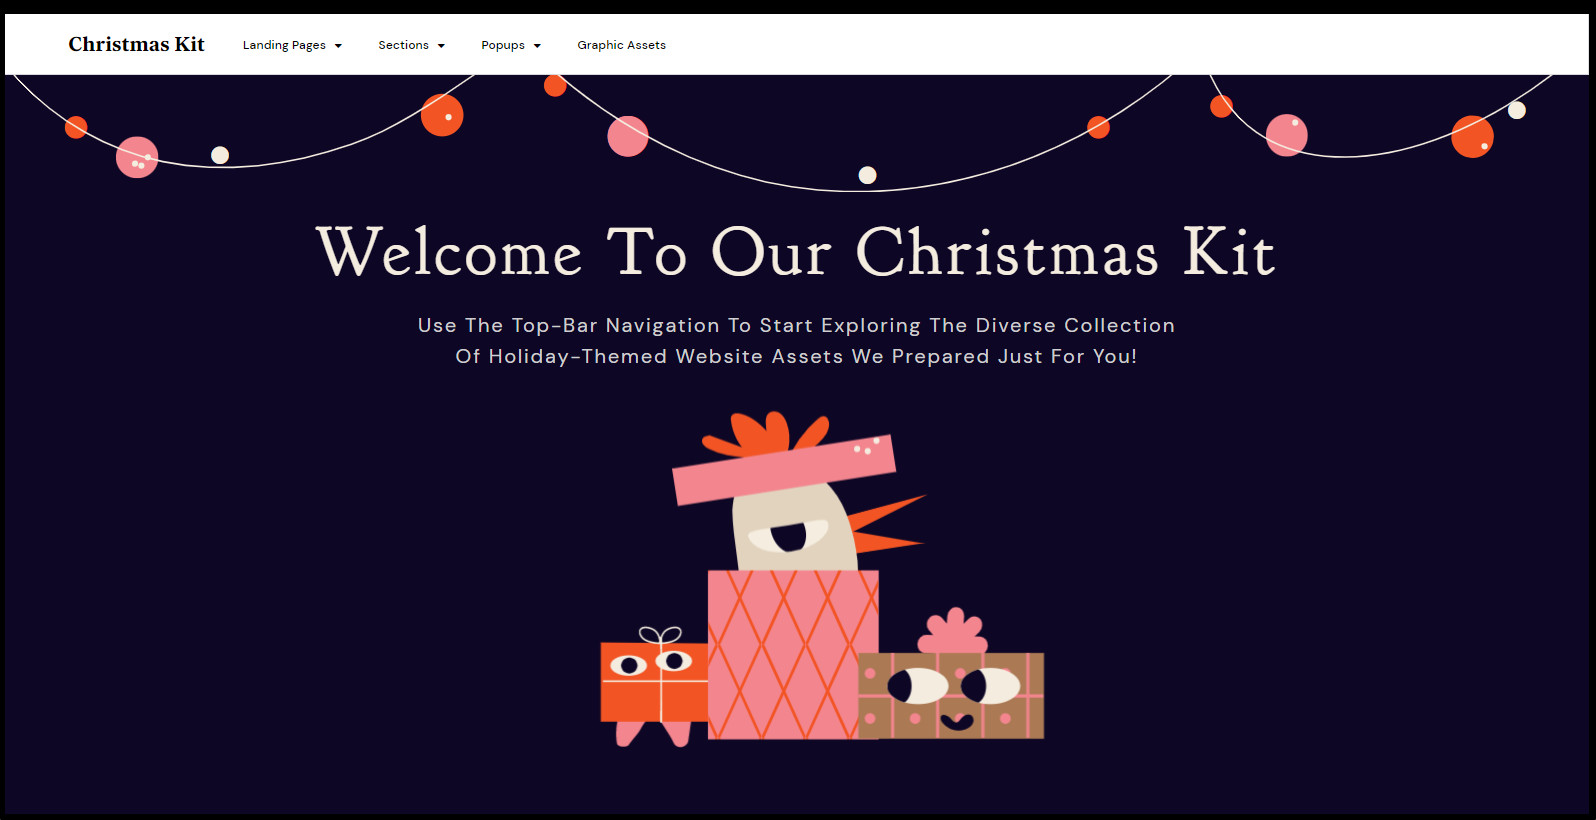 Christmas Kit Landing Pages Sections Popups Graphic Assets
Welcome To Our Christmas Kit
Use The Top-Bar Navigation To Start Exploring The Diverse Collection
Of Holiday-Themed Website Assets We Prepared Just For You!